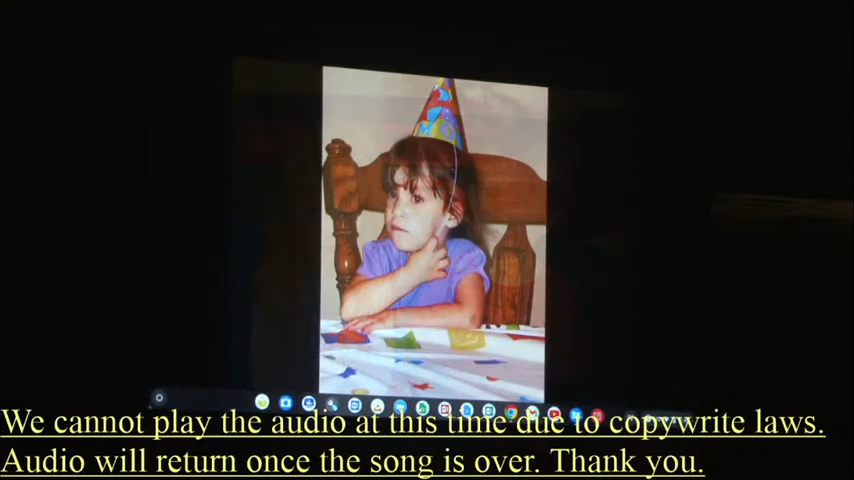 We cannot play the audio at this time due to copywrite laws.
Audio will return once the song is over. Thank you.